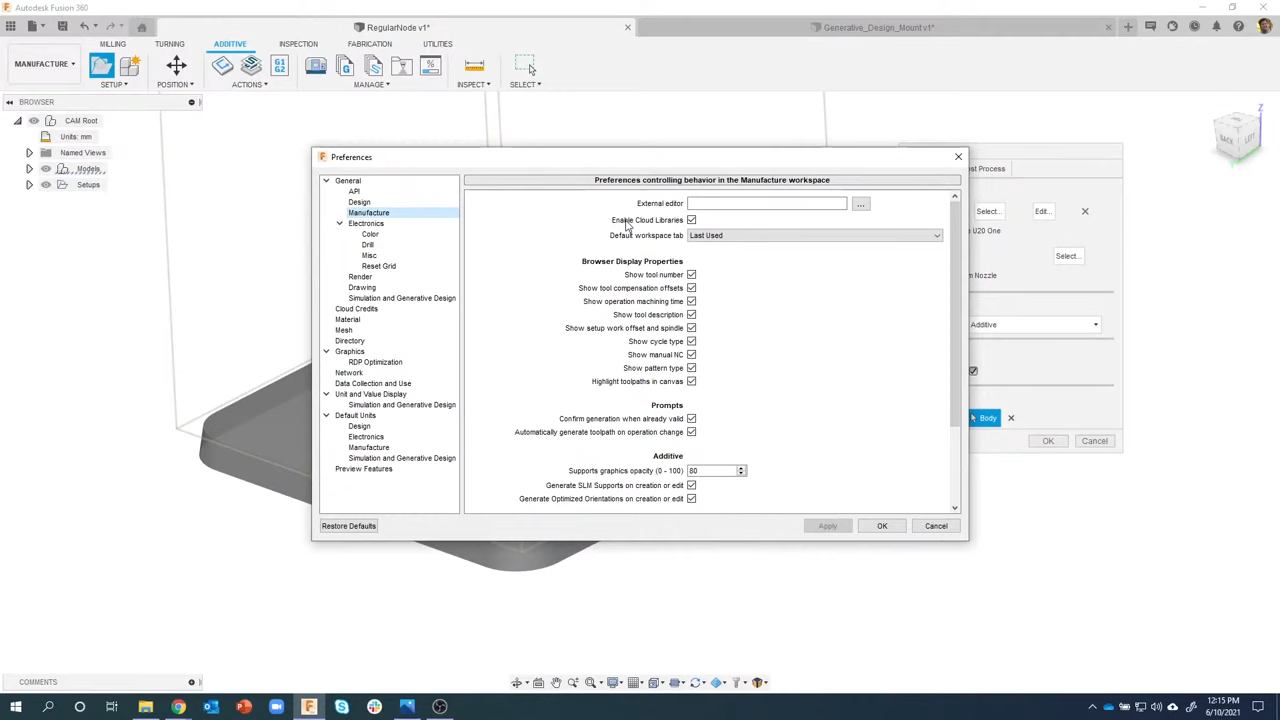 Autodesk Fusion 360
RegularNode v1*
Generative_Design_Mount v1*
MANUFACTURE
MILLING
TURNING
ADDITIVE
INSPECTION
FABRICATION
UTILITIES
G1
G2
SETUP
POSITION
ACTIONS
MANAGE
INSPECT
SELECT
BROWSER
CAM Root
Units: mm
Named Views
Models
Setups
Preferences
General
API
Design
Manufacture
Electronics
Color
Drill
Misc
Reset Grid
Render
Drawing
Simulation and Generative Design
Cloud Credits
Material
Mesh
Directory
Graphics
RDP Optimization
Network
Data Collection and Use
Unit and Value Display
Simulation and Generative Design
Default Units
Design
Electronics
Manufacture
Simulation and Generative Design
Preview Features
Restore Defaults
Preferences controlling behavior in the Manufacture workspace
External editor
...
Enable Cloud Libraries
Default workspace tab Last Used
Browser Display Properties
Show tool number
Show tool compensation offsets
Show operation machining time
Show tool description
Show setup work offset and spindle
Show cycle type
Show manual NC
Show pattern type
Highlight toolpaths in canvas
Prompts
Confirm generation when already valid
Automatically generate toolpath on operation change
Additive
Supports graphics opacity (0 - 100) 80
Generate SLM Supports on creation or edit
Generate Optimized Orientations on creation or edit
Apply
OK
Cancel
ost Process
Select...
Edit...
U20 One
Select...
m Nozzle
Additive
Body
OK
Cancel
Z
BACK
LEFT
COMMENTS
12:15 PM
6/10/2021